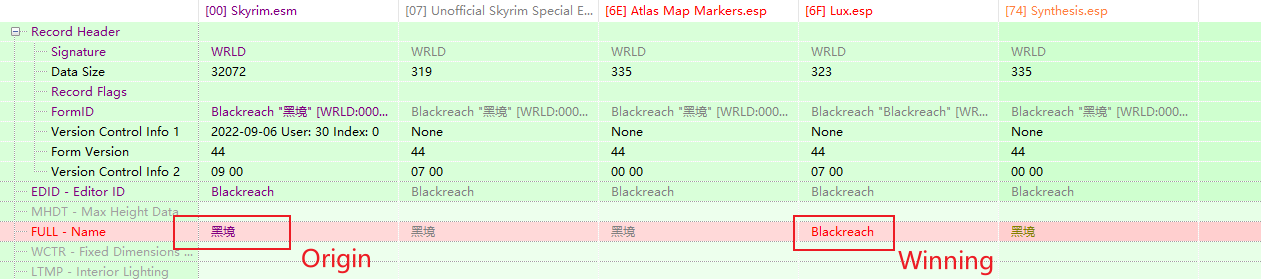 [00] Skyrim.esm [07] Unofficial Skyrim Special E... [6E] Atlas Map Markers.esp [6F] Lux.esp [74] Synthesis.esp
Record Header
Signature WRLD WRLD WRLD WRLD WRLD
Data Size 32072 319 335 323 335
Record Flags
FormID Blackreach "黑境" [WRLD:000... Blackreach "黑境" [WRLD:000... Blackreach "黑境" [WRLD:000... Blackreach "Blackreach" [WR... Blackreach "黑境" [WRLD:000...
Version Control Info 1 2022-09-06 User: 30 Index: 0 None None None None
Form Version 44 44 44 44 44
Version Control Info 2 09 00 07 00 00 00 07 00 00 00
EDID - Editor ID Blackreach Blackreach Blackreach Blackreach Blackreach
MHDT - Max Height Data
FULL - Name 黑境 黑境 黑境 Blackreach 黑境
WCTR - Fixed Dimensions ... Origin Winning
LTMP - Interior Lighting